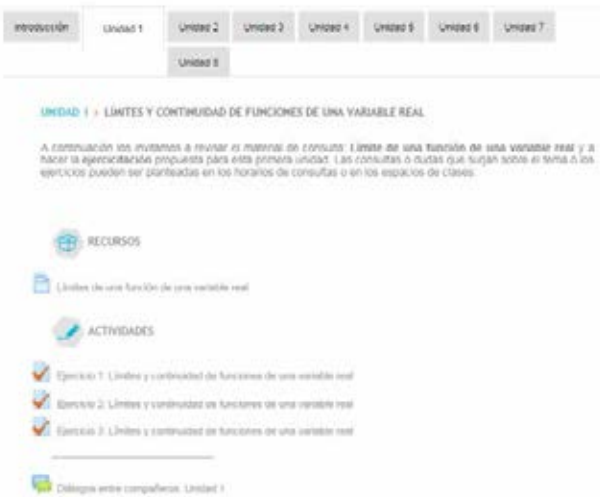 Introducción
Unidad 1
Unidad 2
Unidad 3
Unidad 4
Unidad 5
Unidad 6
Unidad 7
Unidad 8
UNIDAD 1 > LÍMITES Y CONTINUIDAD DE FUNCIONES DE UNA VARIABLE REAL
A continuación los invitamos a revisar el material de consulta: Límite de una función de una variable real y a
hacer la ejercicitación propuesta para esta primera unidad. Las consultas o dudas que surjan sobre el tema o los
ejercicios pueden ser planteadas en los horarios de consultas o en los espacios de clases.
RECURSOS
Límites de una función de una variable real
ACTIVIDADES
Ejercicio 1: Límites y continuidad de funciones de una variable real
Ejercicio 2: Límites y continuidad de funciones de una variable real
Ejercicio 3: Límites y continuidad de funciones de una variable real
Diálogos entre compañeros: Unidad 1